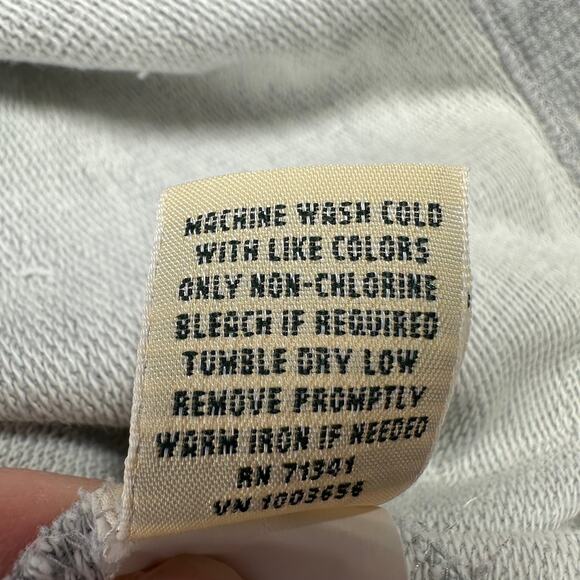 MACHINE WASH COLD
WITH LIKE COLORS
ONLY NON-CHLORINE
BLEACH IF REQUIRED
TUMBLE DRY LOW
REMOVE PROMPTLY
WARM IRON IF NEEDED
RN 71341
VN 1003656